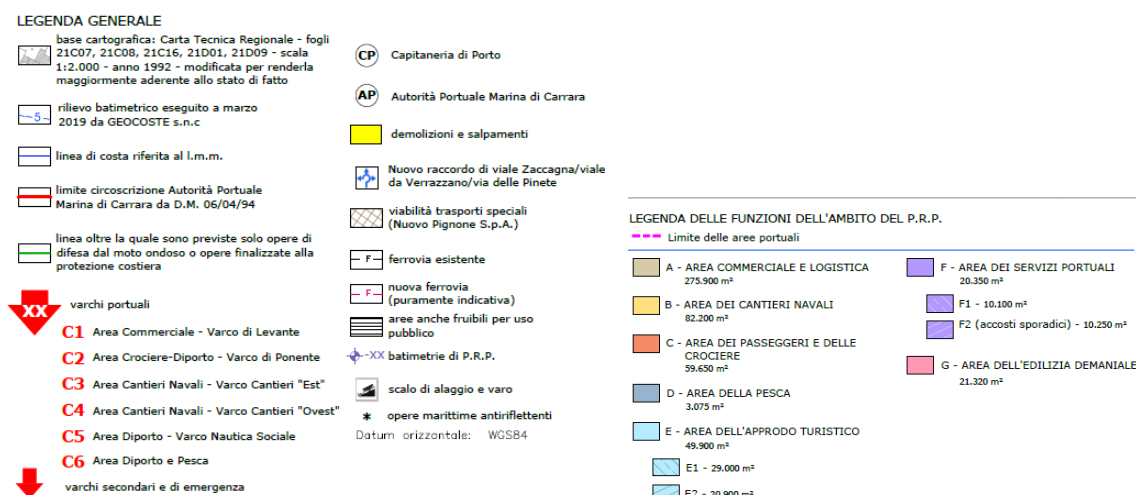 LEGENDA GENERALE
base cartografica: Carta Tecnica Regionale - fogli
21C07, 21C08, 21C16, 21D01, 21D09 - scala
1:2.000 - anno 1992 - modificata per renderla
maggiormente aderente allo stato di fatto
5
rilievo batimetrico eseguito a marzo
2019 da GEOCOSTE s.n.c
linea di costa riferita al l.m.m.
limite circoscrizione Autorità Portuale
Marina di Carrara da D.M. 06/04/94
linea oltre la quale sono previste solo opere di
difesa dal moto ondoso o opere finalizzate alla
protezione costiera
XX varchi portuali
C1 Area Commerciale - Varco di Levante
C2 Area Crociere-Diporto - Varco di Ponente
C3 Area Cantieri Navali - Varco Cantieri "Est"
C4 Area Cantieri Navali - Varco Cantieri "Ovest"
C5 Area Diporto - Varco Nautica Sociale
C6 Area Diporto e Pesca
varchi secondari e di emergenza
CP Capitaneria di Porto
AP Autorità Portuale Marina di Carrara
demolizioni e salpamenti
Nuovo raccordo di viale Zaccagna/viale
da Verrazzano/via delle Pinete
viabilità trasporti speciali
(Nuovo Pignone S.p.A.)
F ferrovia esistente
F nuova ferrovia
(puramente indicativa)
aree anche fruibili per uso
pubblico
-XX batimetrie di P.R.P.
scalo di alaggio e varo
* opere marittime antiriflettenti
Datum orizzontale: WGS84
LEGENDA DELLE FUNZIONI DELL'AMBITO DEL P.R.P.
Limite delle aree portuali
A - AREA COMMERCIALE E LOGISTICA
275.900 m²
B - AREA DEI CANTIERI NAVALI
82.200 m²
C - AREA DEI PASSEGGERI E DELLE
CROCIERE
59.650 m²
D - AREA DELLA PESCA
3.075 m²
E - AREA DELL'APPRODO TURISTICO
49.900 m²
E1 - 29.000 m²
E2 - 20.900 m²
F - AREA DEI SERVIZI PORTUALI
20.350 m²
F1 - 10.100 m²
F2 (accosti sporadici) - 10.250 m²
G - AREA DELL'EDILIZIA DEMANIALE
21.320 m²